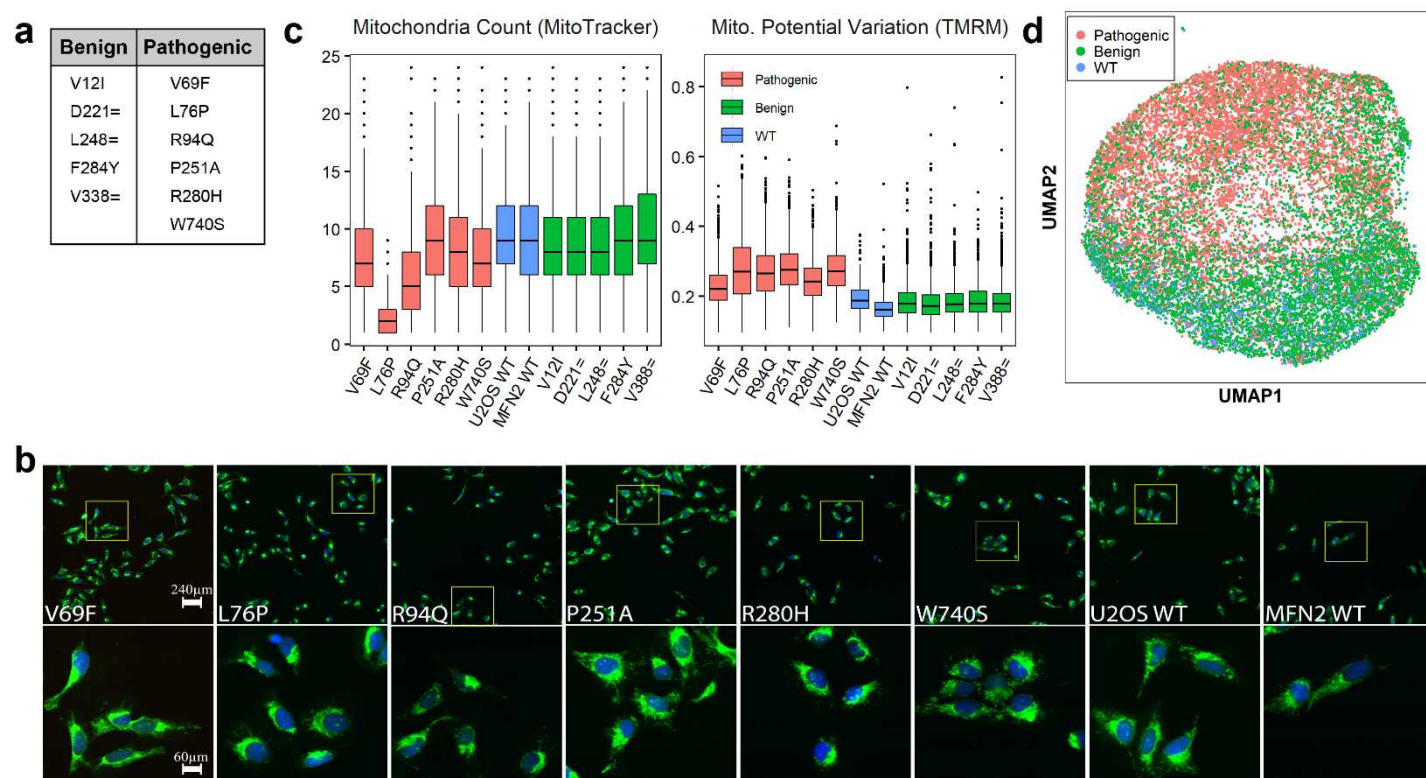 a
Benign Pathogenic
V12I V69F
D221= L76P
L248= R94Q
F284Y P251A
V338= R280H
W740S
c
Mitochondria Count (MitoTracker)
25
20
15
10
5
0
V69F
L76P
R94Q
P251A
R280H
W740S
U2OS WT
MFN2 WT
V12I
D221=
L248=
F284Y
V388=
Mito. Potential Variation (TMRM)
0.8
0.6
0.4
0.2
Pathogenic
Benign
WT
V69F
L76P
R94Q
P251A
R280H
W740S
U2OS WT
MFN2 WT
V12I
D221=
L248=
F284Y
V388=
d
Pathogenic
Benign
WT
UMAP2
UMAP1
b
240µm
V69F L76P R94Q P251A R280H W740S U2OS WT MFN2 WT
60µm